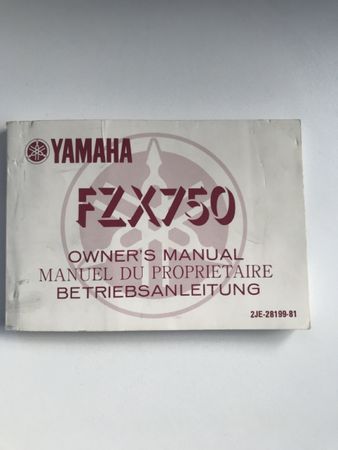 YAMAHA
FZX750
OWNER'S MANUAL
MANUEL DU PROPRIETAIRE
BETRIEBSANLEITUNG
2JE-28199-81